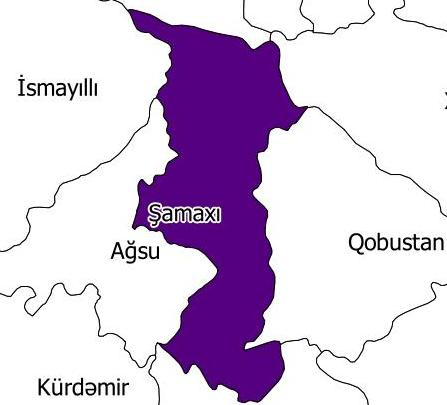 İsmayıllı
Şamaxı
Ağsu
Qobustan
Kürdəmir